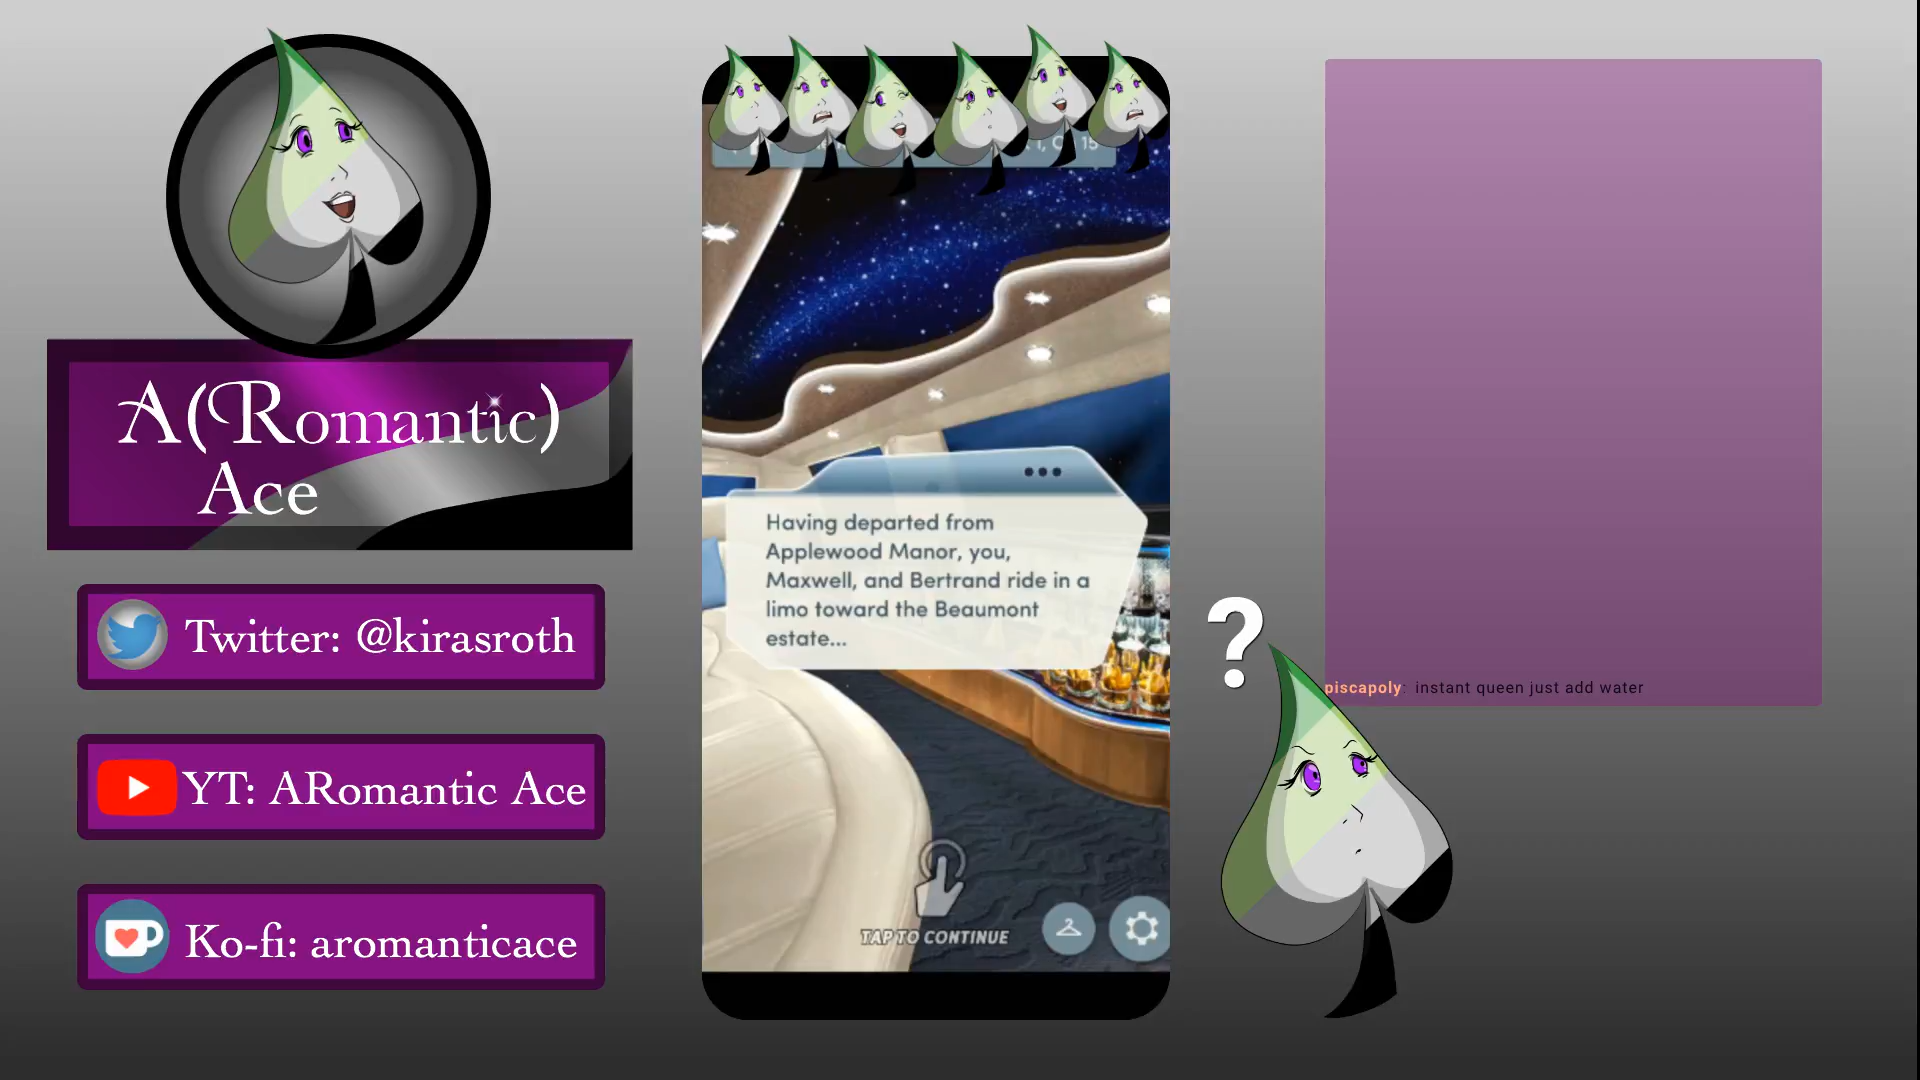 A(Romantic)
Ace
Twitter: @kirasroth
YT: ARomantic Ace
Ko-fi: aromanticace
15
Having departed from
Applewood Manor, you,
Maxwell, and Bertrand ride in a
limo toward the Beaumont
estate...
TAP TO CONTINUE
?
piscapoly: instant queen just add water